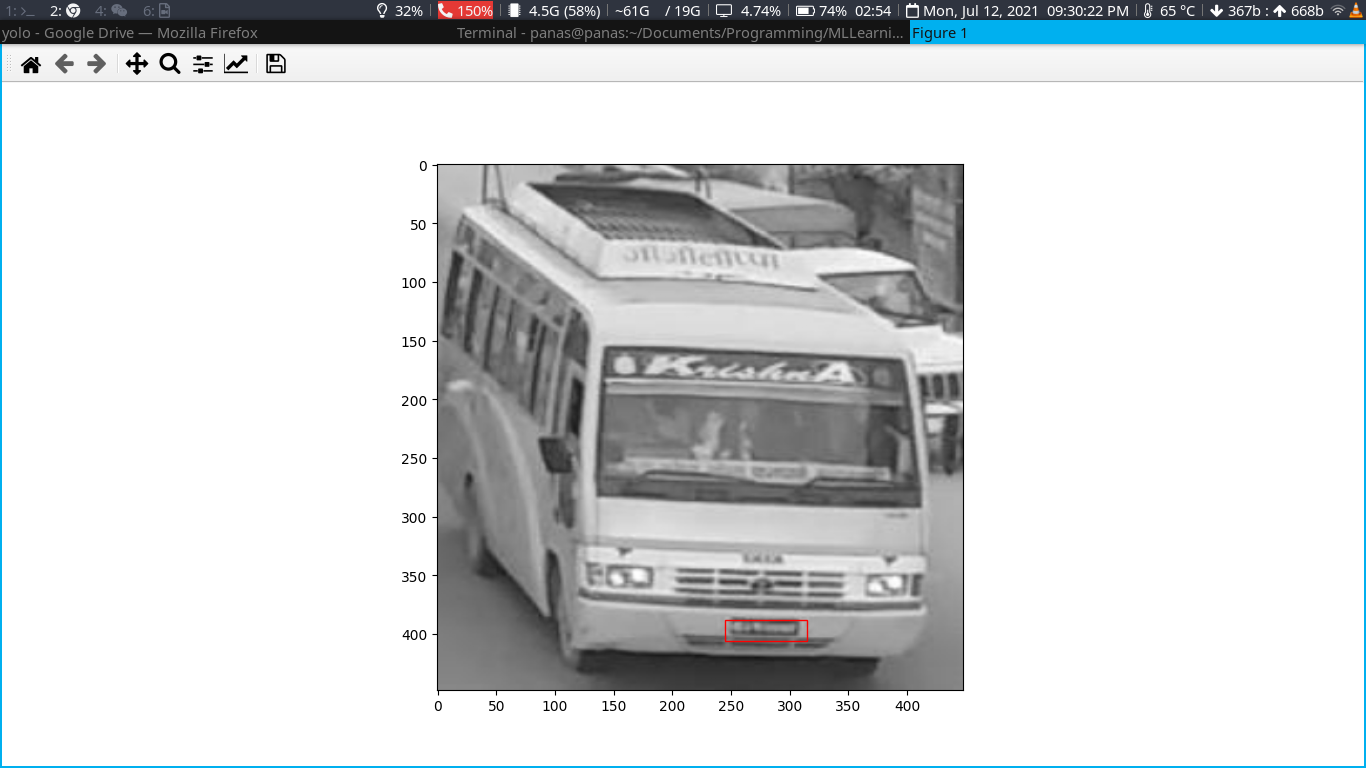 1: >_ 2: 4: 6: 32% | 150% | 4.5G (58%) | ~61G / 19G | 4.74% | 74% 02:54 | Mon, Jul 12, 2021 09:30:22 PM | 65 °C | 367b : 668b
yolo - Google Drive — Mozilla Firefox Terminal - panas@panas:~/Documents/Programming/MLLearni... Figure 1
0
50
100
150
200
250
300
350
400
KrishnA
TATA
0 50 100 150 200 250 300 350 400